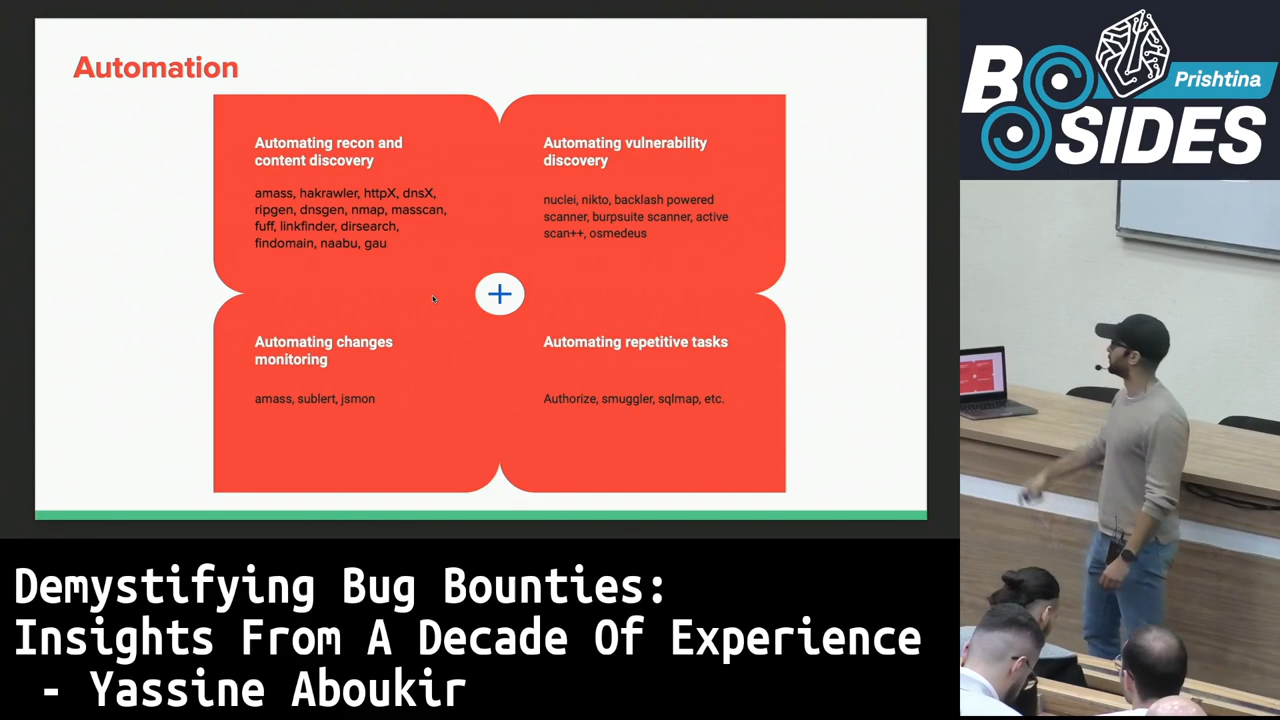 Automation
Automating recon and
content discovery
amass, hakrawler, httpX, dnsX,
ripgen, dnsgen, nmap, masscan,
fuff, linkfinder, dirsearch,
findomain, naabu, gau
Automating vulnerability
discovery
nuclei, nikto, backlash powered
scanner, burpsuite scanner, active
scan++, osmedeus
Automating changes
monitoring
amass, sublert, jsmon
Automating repetitive tasks
Authorize, smuggler, sqlmap, etc.
BSIDES
Prishtina
Demystifying Bug Bounties:
Insights From A Decade Of Experience
- Yassine Aboukir